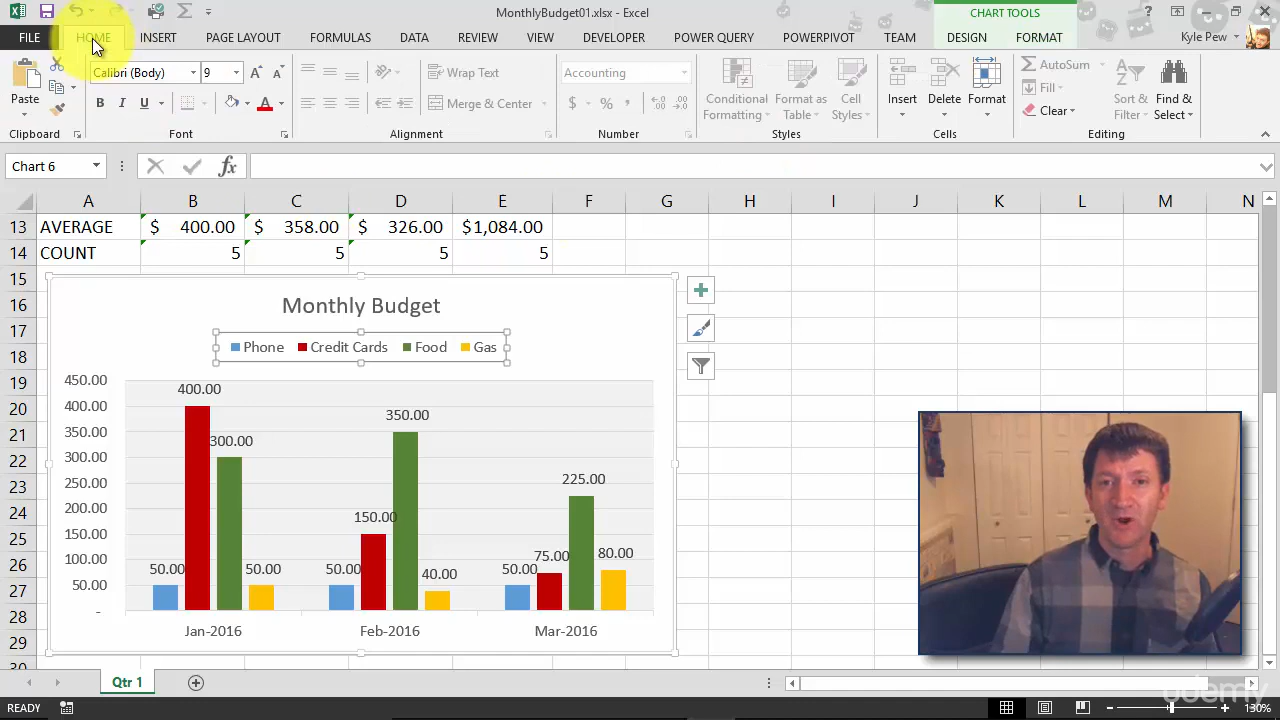 MonthlyBudget01.xlsx - Excel
CHART TOOLS
?
FILE
HOME
INSERT
PAGE LAYOUT
FORMULAS
DATA
REVIEW
VIEW
DEVELOPER
POWER QUERY
POWERPIVOT
TEAM
DESIGN
FORMAT
Kyle Pew
Paste
Calibri (Body)
9
B I U
Wrap Text
Merge & Center
Accounting
$ % ,
Conditional
Formatting
Format as
Table
Cell
Styles
Insert
Delete
Format
AutoSum
Fill
Clear
Sort &
Filter
Find &
Select
Clipboard
Font
Alignment
Number
Styles
Cells
Editing
Chart 6
fx
A B C D E F G H I J K L M N
13 AVERAGE $ 400.00 $ 358.00 $ 326.00 $1,084.00
14 COUNT 5 5 5 5
15
16
17
18
19
20
21
22
23
24
25
26
27
28
29
30
Monthly Budget
Phone Credit Cards Food Gas
450.00
400.00
350.00
300.00
250.00
200.00
150.00
100.00
50.00
-
50.00
400.00
300.00
50.00
50.00
150.00
350.00
40.00
50.00
75.00
225.00
80.00
Jan-2016 Feb-2016 Mar-2016
Qtr 1
udemy
READY
130%